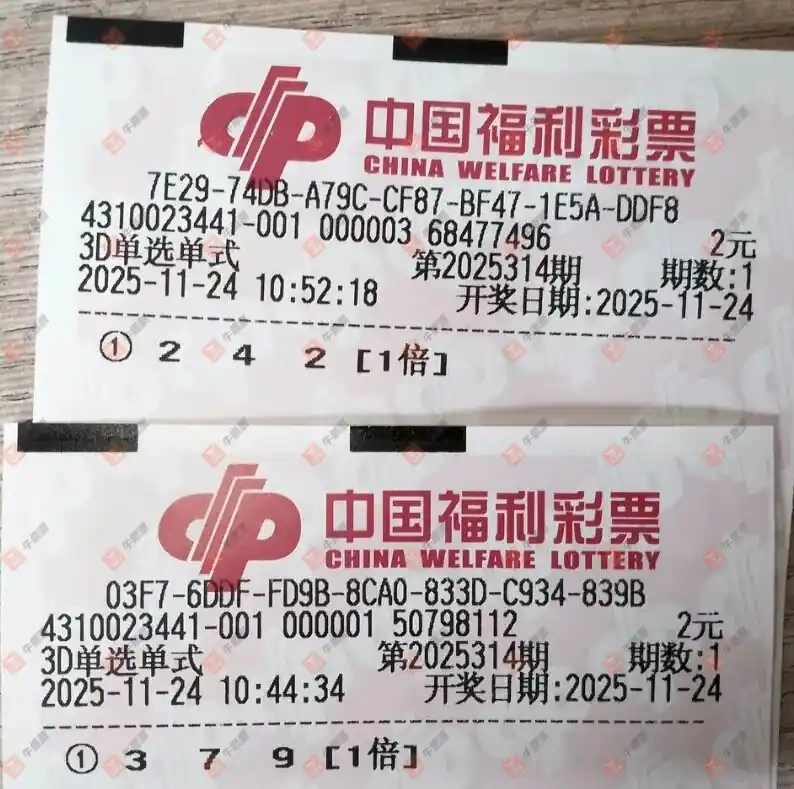 中国福利彩票
CHINA WELFARE LOTTERY
7E29-74DB-A79C-CF87-BF47-1E5A-DDF8
4310023441-001 000003 68477496 2元
3D单选单式 第2025314期 期数:1
2025-11-24 10:52:18 开奖日期:2025-11-24
① 2 4 2 [1倍]
中国福利彩票
CHINA WELFARE LOTTERY
03F7-6DDF-FD9B-8CA0-833D-C934-839B
4310023441-001 000001 50798112 2元
3D单选单式 第2025314期 期数:1
2025-11-24 10:44:34 开奖日期:2025-11-24
① 3 7 9 [1倍]